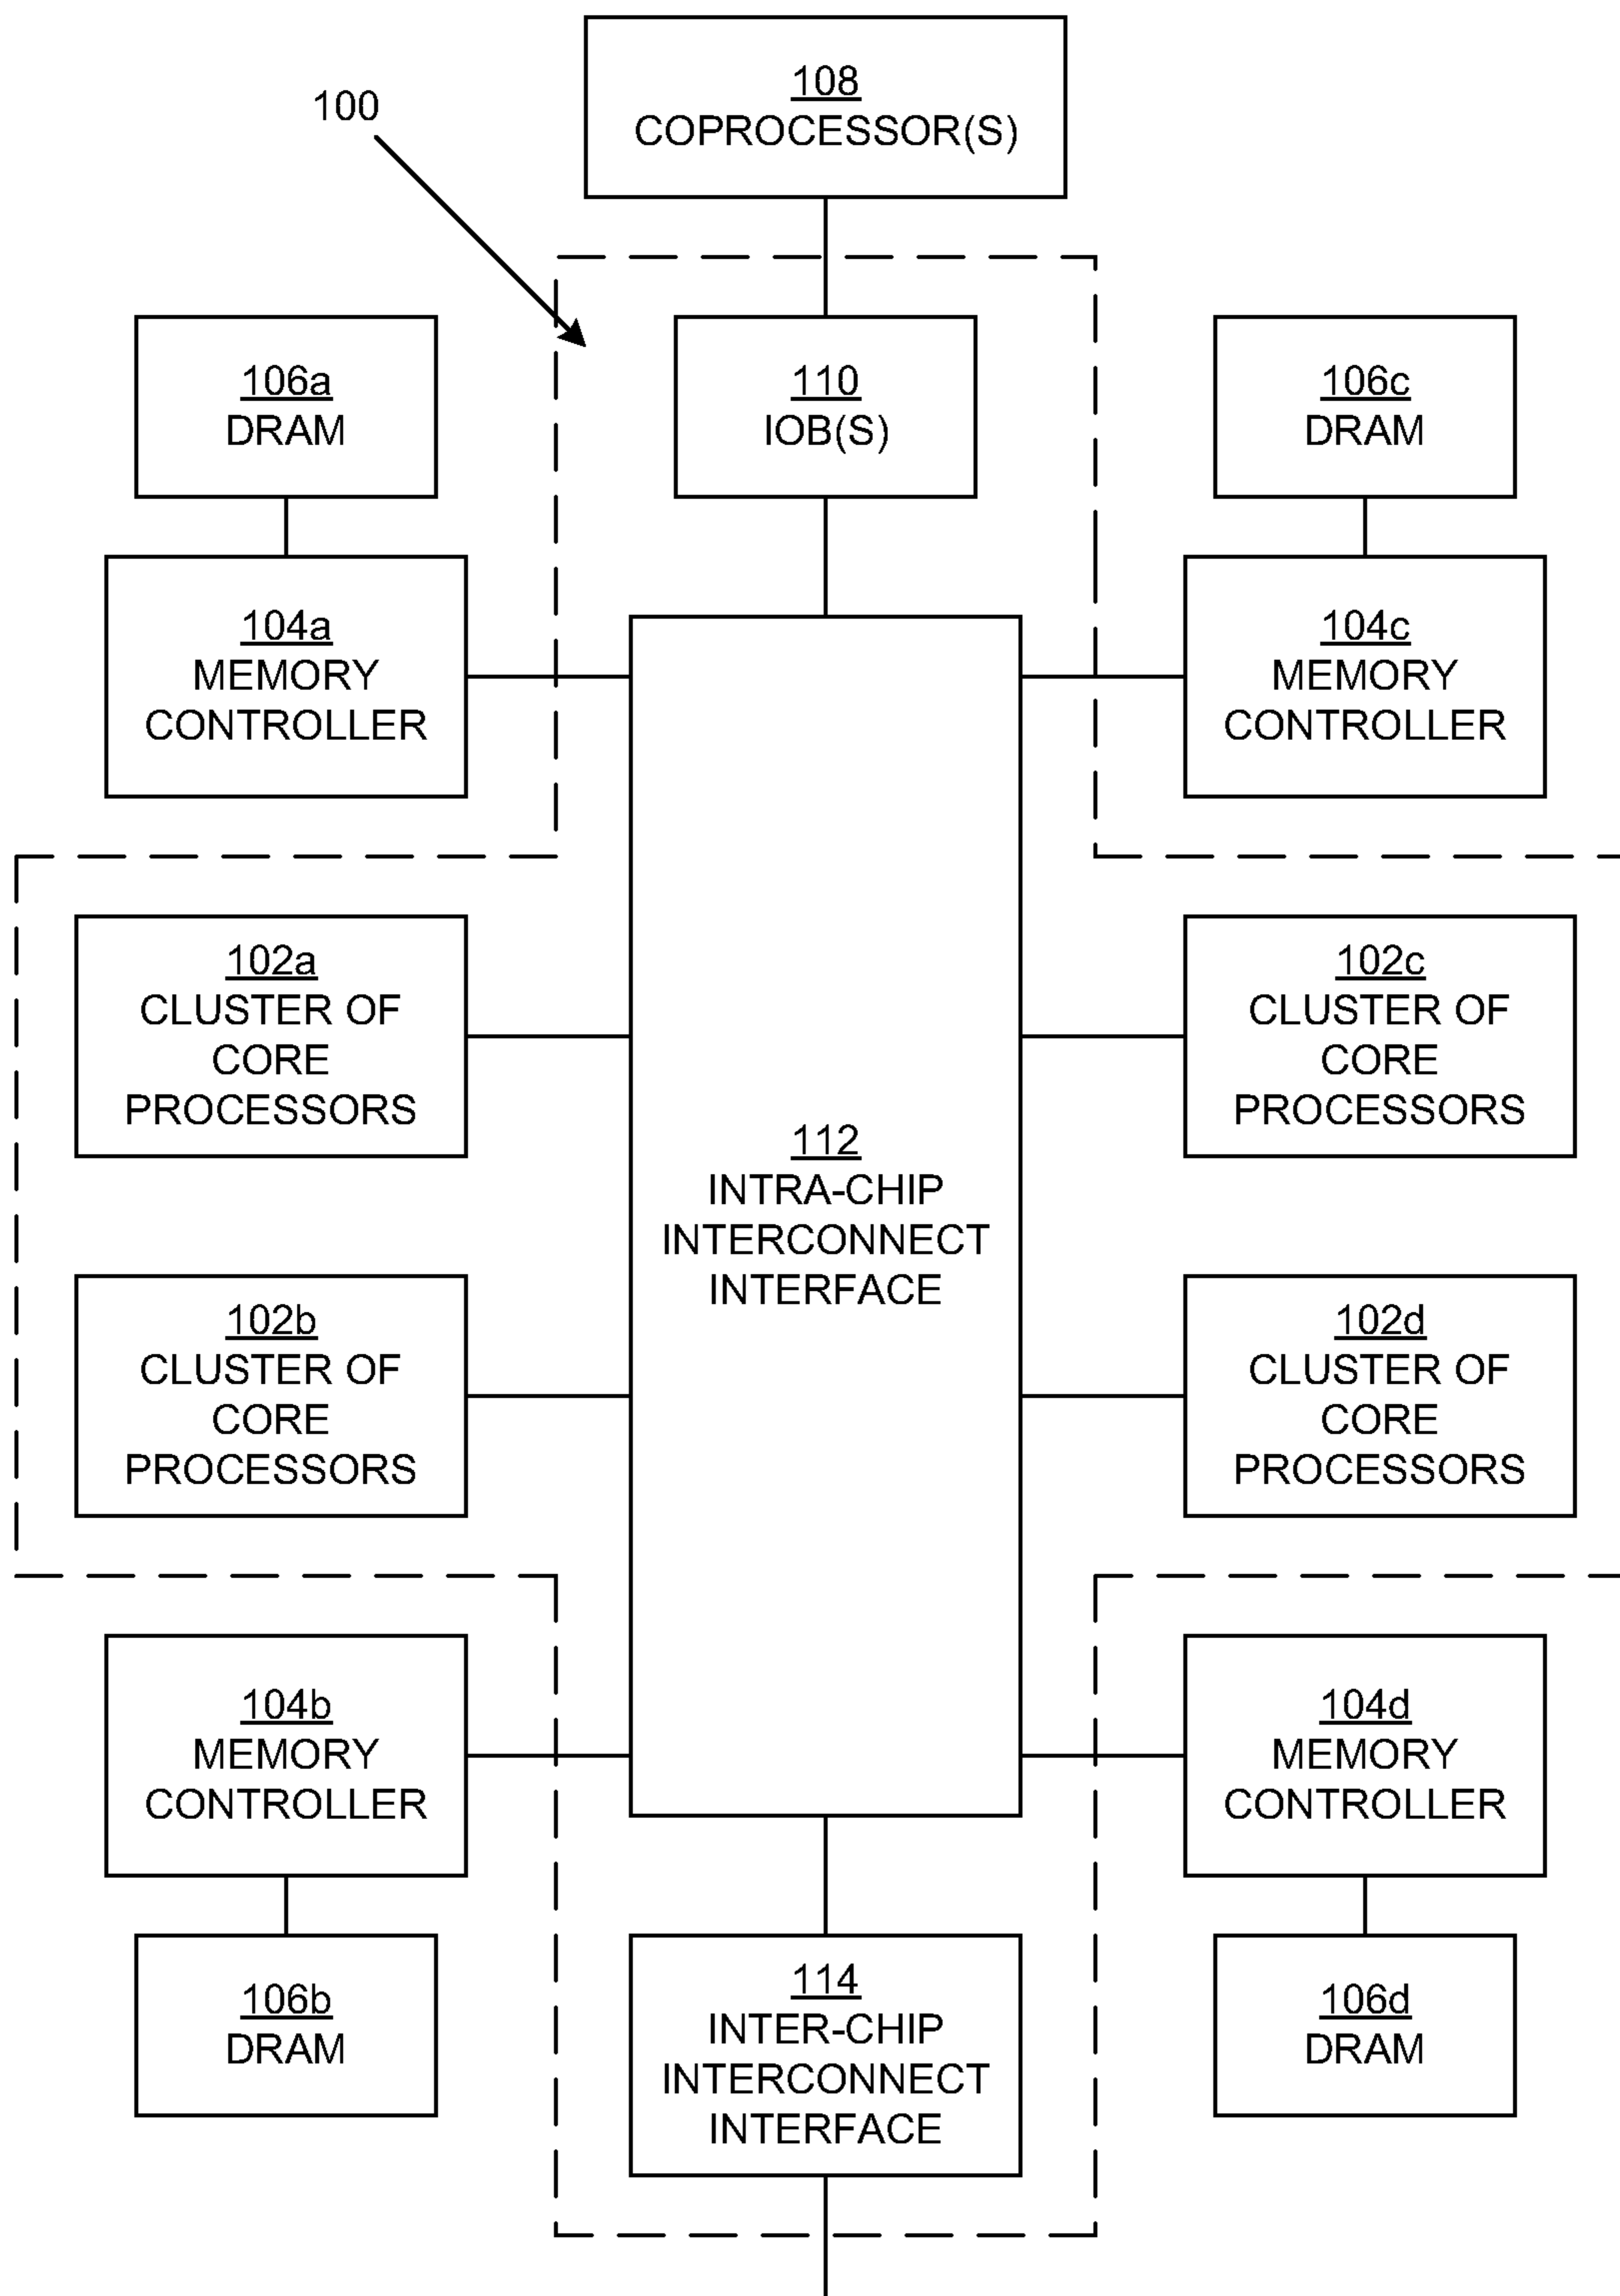 108
COPROCESSOR(S)
100
106a
DRAM
110
IOB(S)
106c
DRAM
104a
MEMORY
CONTROLLER
104c
MEMORY
CONTROLLER
102a
CLUSTER OF
CORE
PROCESSORS
102c
CLUSTER OF
CORE
PROCESSORS
112
INTRA-CHIP
INTERCONNECT
INTERFACE
102b
CLUSTER OF
CORE
PROCESSORS
102d
CLUSTER OF
CORE
PROCESSORS
104b
MEMORY
CONTROLLER
104d
MEMORY
CONTROLLER
106b
DRAM
114
INTER-CHIP
INTERCONNECT
INTERFACE
106d
DRAM